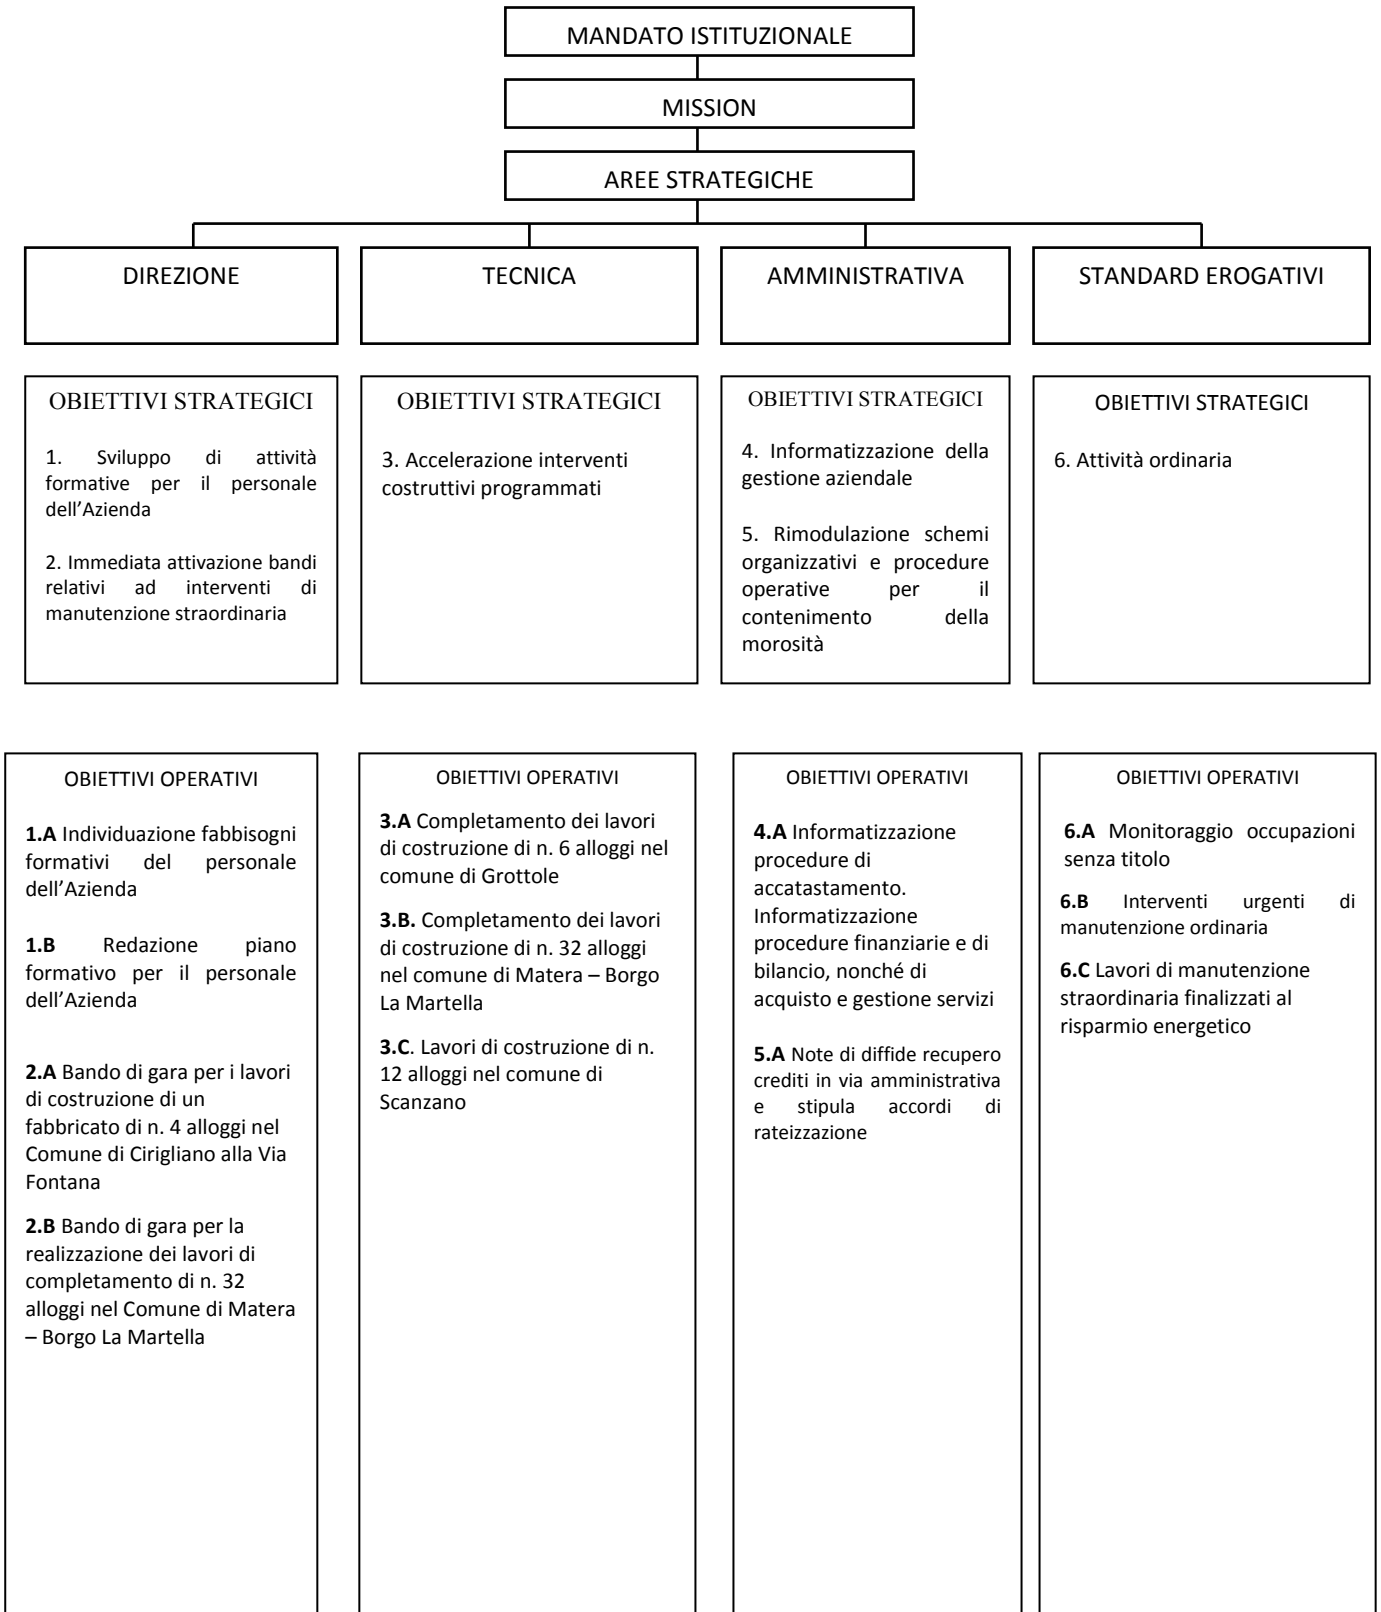 MANDATO ISTITUZIONALE
MISSION
AREE STRATEGICHE
DIREZIONE
TECNICA
AMMINISTRATIVA
STANDARD EROGATIVI
OBIETTIVI STRATEGICI
1. Sviluppo di attività
formative per il personale
dell’Azienda
2. Immediata attivazione bandi
relativi ad interventi di
manutenzione straordinaria
OBIETTIVI STRATEGICI
3. Accelerazione interventi
costruttivi programmati
OBIETTIVI STRATEGICI
4. Informatizzazione della
gestione aziendale
5. Rimodulazione schemi
organizzativi e procedure
operative per il
contenimento della
morosità
OBIETTIVI STRATEGICI
6. Attività ordinaria
OBIETTIVI OPERATIVI
1.A Individuazione fabbisogni
formativi del personale
dell’Azienda
1.B Redazione piano
formativo per il personale
dell’Azienda
2.A Bando di gara per i lavori
di costruzione di un
fabbricato di n. 4 alloggi nel
Comune di Cirigliano alla Via
Fontana
2.B Bando di gara per la
realizzazione dei lavori di
completamento di n. 32
alloggi nel Comune di Matera
– Borgo La Martella
OBIETTIVI OPERATIVI
3.A Completamento dei lavori
di costruzione di n. 6 alloggi nel
comune di Grottole
3.B. Completamento dei lavori
di costruzione di n. 32 alloggi
nel comune di Matera – Borgo
La Martella
3.C. Lavori di costruzione di n.
12 alloggi nel comune di
Scanzano
OBIETTIVI OPERATIVI
4.A Informatizzazione
procedure di
accatastamento.
Informatizzazione
procedure finanziarie e di
bilancio, nonché di
acquisto e gestione servizi
5.A Note di diffide recupero
crediti in via amministrativa
e stipula accordi di
rateizzazione
OBIETTIVI OPERATIVI
6.A Monitoraggio occupazioni
senza titolo
6.B Interventi urgenti di
manutenzione ordinaria
6.C Lavori di manutenzione
straordinaria finalizzati al
risparmio energetico